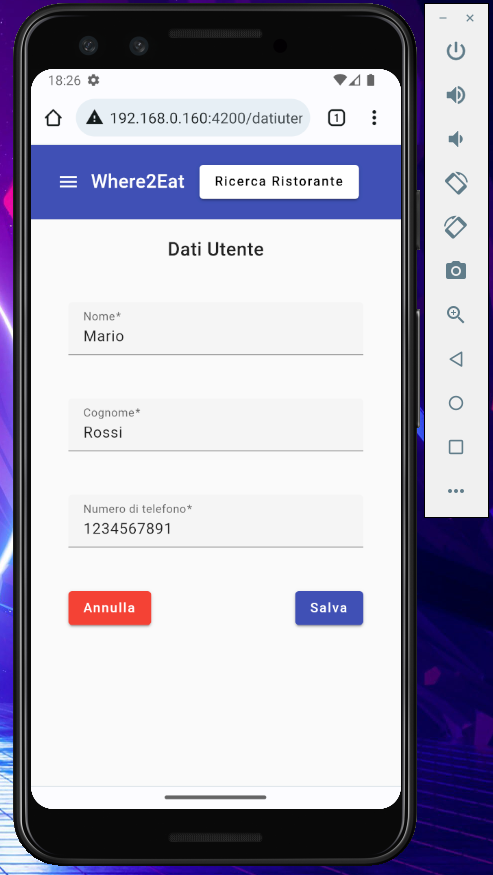 18:26
192.168.0.160:4200/datiuter
1
Where2Eat
Ricerca Ristorante
Dati Utente
Nome*
Mario
Cognome*
Rossi
Numero di telefono*
1234567891
Annulla
Salva